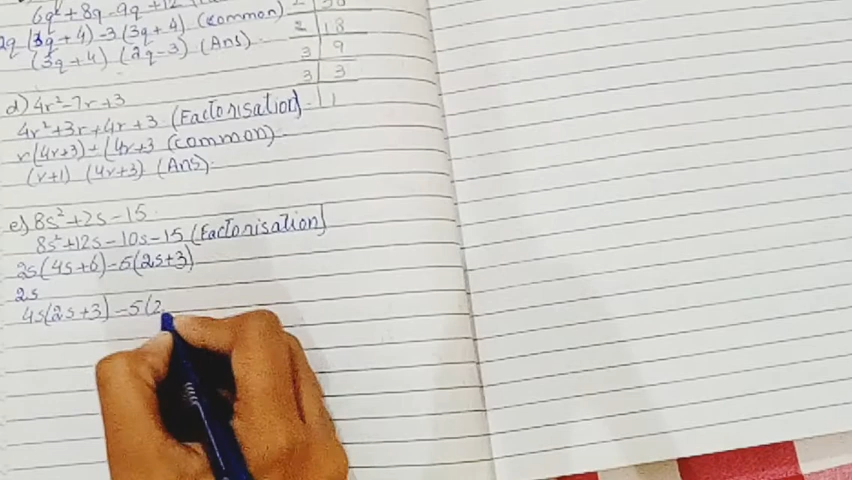 6q² + 8q - 9q + 12
2q (3q + 4) - 3 (3q + 4) (common)
(3q + 4) (2q - 3) (Ans)
2 18
3 9
3 3
1
d) 4r² - 7r + 3
4r² + 3r + 4r + 3 (Factorisation)
r (4r+3) + (4r+3 (common)
(r+1) (4r+3) (Ans)
e) 8s² + 2s - 15
8s² + 12s - 10s - 15 (Factorisation)
2s (4s + 6) - 5 (2s + 3)
2s
4s (2s + 3) - 5 (2